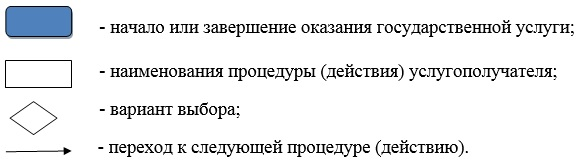 - начало или завершение оказания государственной услуги;
- наименования процедуры (действия) услугополучателя;
- вариант выбора;
- переход к следующей процедуре (действию).